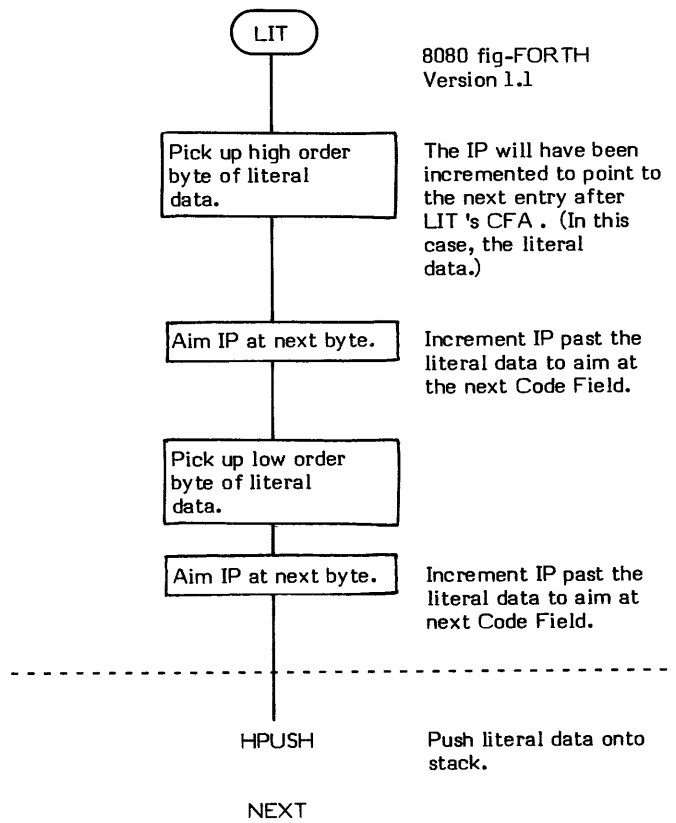 LIT
8080 fig-FORTH
Version 1.1
Pick up high order
byte of literal
data.
The IP will have been
incremented to point to
the next entry after
LIT 's CFA . (In this
case, the literal
data.)
Aim IP at next byte.
Increment IP past the
literal data to aim at
the next Code Field.
Pick up low order
byte of literal
data.
Aim IP at next byte.
Increment IP past the
literal data to aim at
next Code Field.
HPUSH
Push literal data onto
stack.
NEXT